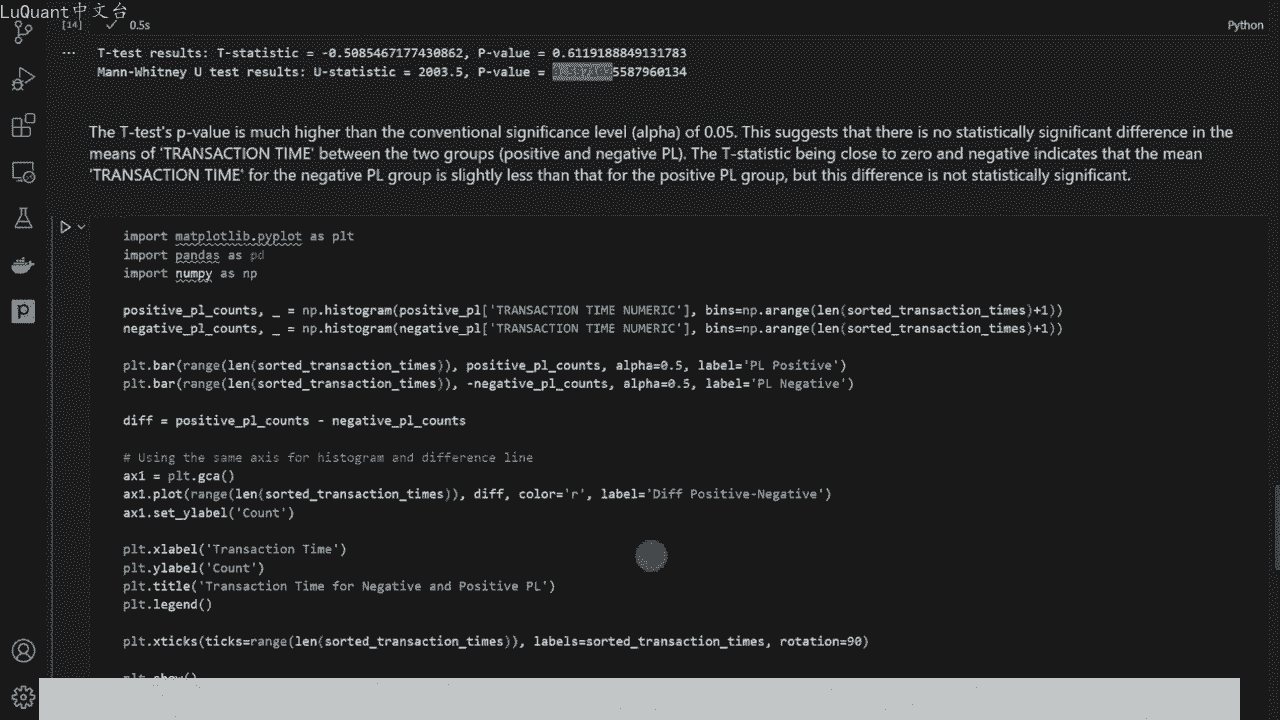 LuQuant中文台
[14]
0.5s
Python
... T-test results: T-statistic = -0.5085467177430862, P-value = 0.6119188849131783
Mann-Whitney U test results: U-statistic = 2003.5, P-value = 5587960134
The T-test's p-value is much higher than the conventional significance level (alpha) of 0.05. This suggests that there is no statistically significant difference in the
means of 'TRANSACTION TIME' between the two groups (positive and negative PL). The T-statistic being close to zero and negative indicates that the mean
'TRANSACTION TIME' for the negative PL group is slightly less than that for the positive PL group, but this difference is not statistically significant.
import matplotlib.pyplot as plt
import pandas as pd
import numpy as np
positive_pl_counts, _ = np.histogram(positive_pl['TRANSACTION TIME NUMERIC'], bins=np.arange(len(sorted_transaction_times)+1))
negative_pl_counts, _ = np.histogram(negative_pl['TRANSACTION TIME NUMERIC'], bins=np.arange(len(sorted_transaction_times)+1))
plt.bar(range(len(sorted_transaction_times)), positive_pl_counts, alpha=0.5, label='PL Positive')
plt.bar(range(len(sorted_transaction_times)), -negative_pl_counts, alpha=0.5, label='PL Negative')
diff = positive_pl_counts - negative_pl_counts
# Using the same axis for histogram and difference line
ax1 = plt.gca()
ax1.plot(range(len(sorted_transaction_times)), diff, color='r', label='Diff Positive-Negative')
ax1.set_ylabel('Count')
plt.xlabel('Transaction Time')
plt.ylabel('Count')
plt.title('Transaction Time for Negative and Positive PL')
plt.legend()
plt.xticks(ticks=range(len(sorted_transaction_times)), labels=sorted_transaction_times, rotation=90)
plt.show()